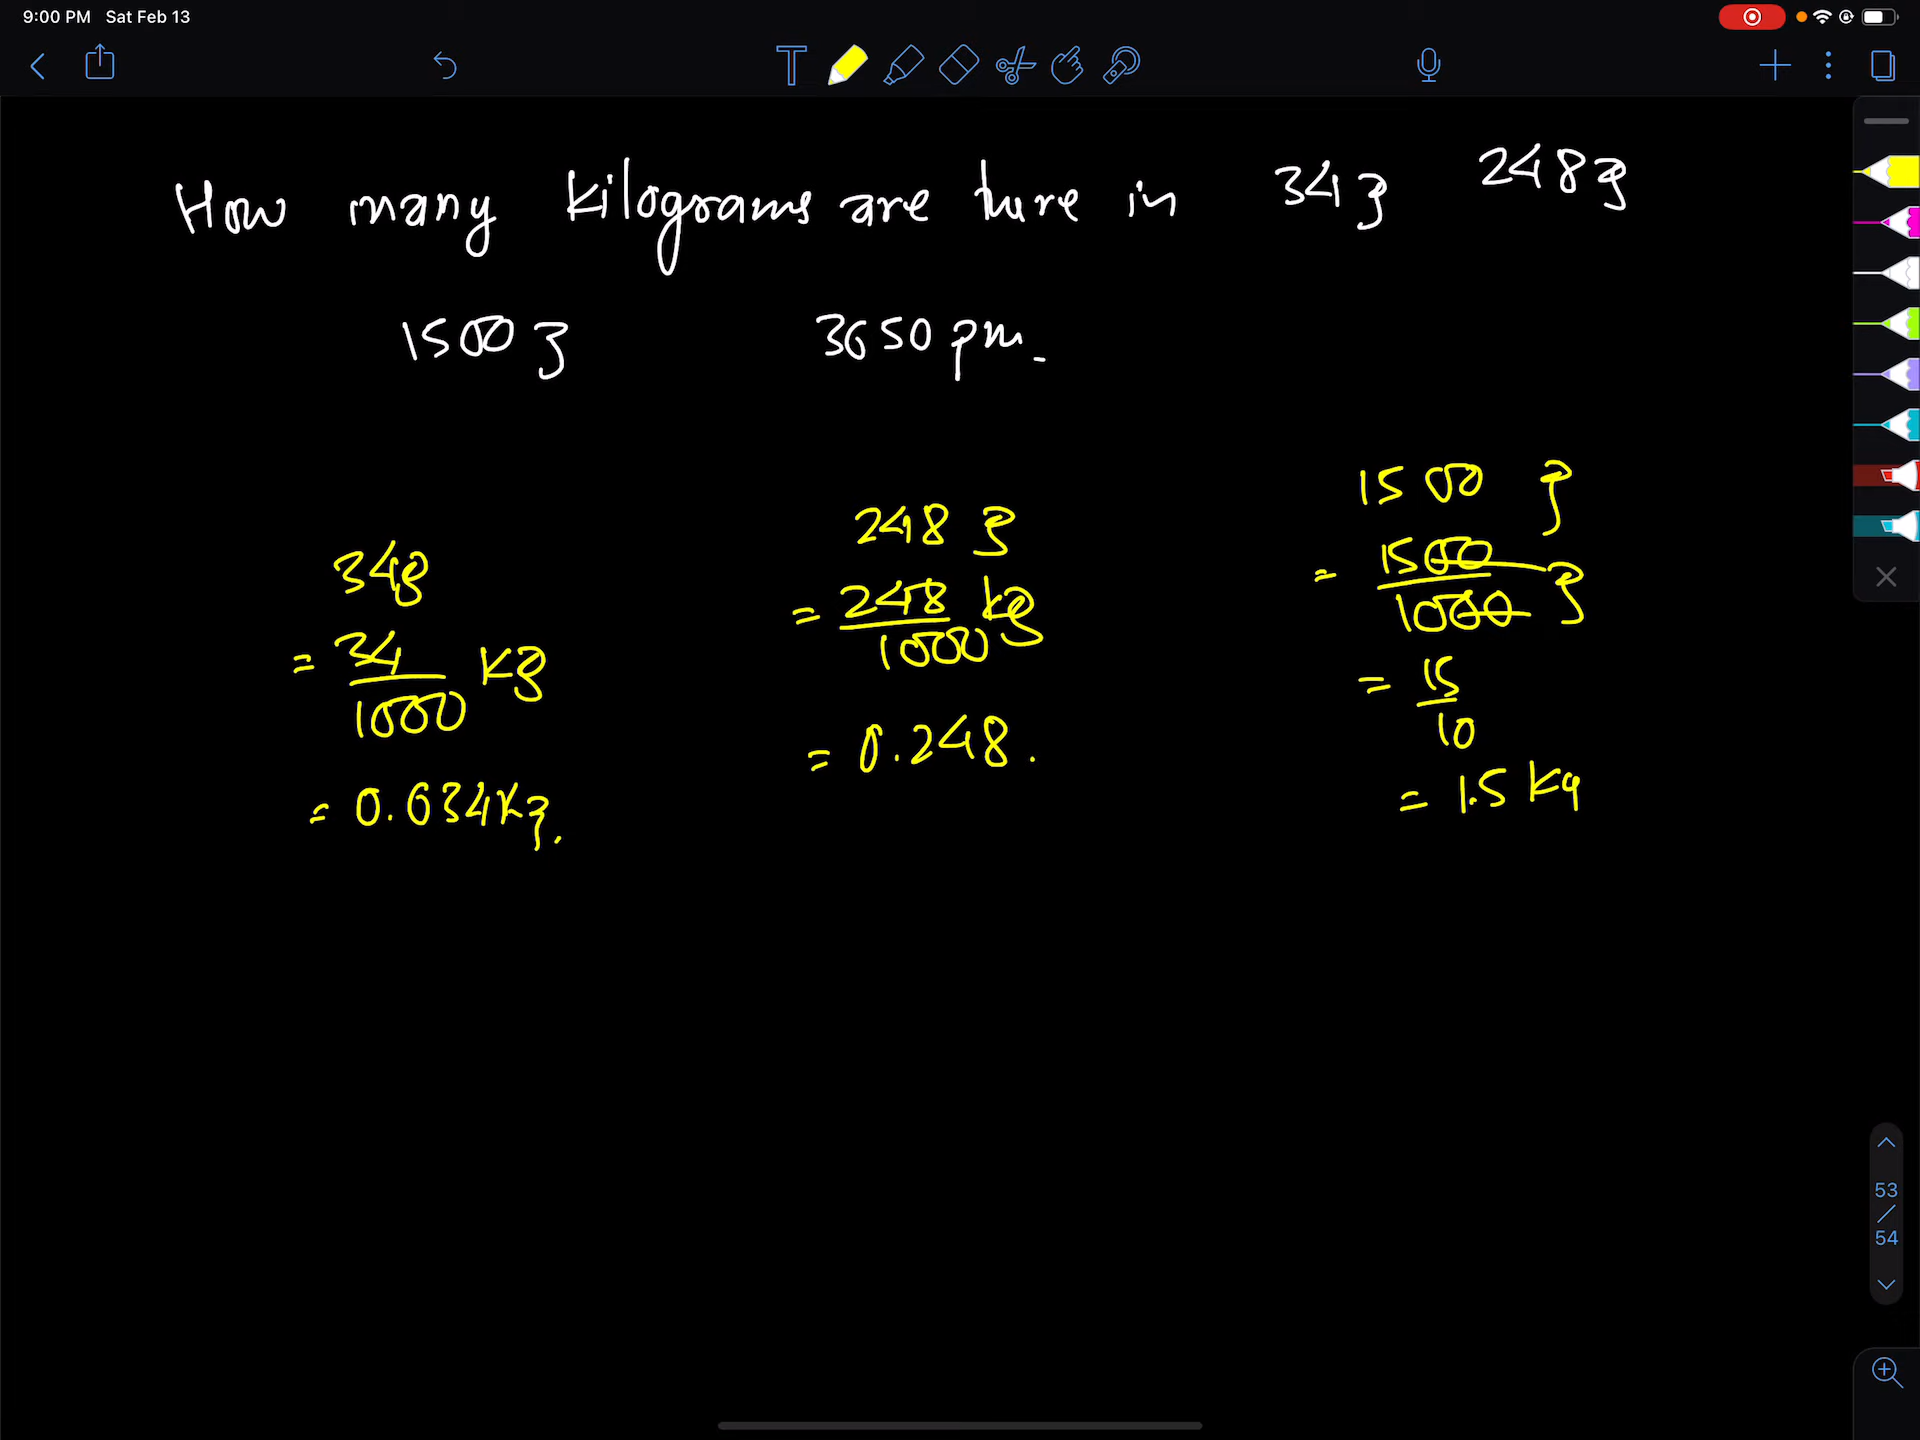 9:00 PM Sat Feb 13
How many kilograms are there in 34g 248g
1500g 3650 gm.
34g
= 34/1000 kg
= 0.034kg.
248 g
= 248/1000 kg
= 0.248.
1500 g
= 1500/1000 g
= 15/10
= 1.5 kg
53
/
54